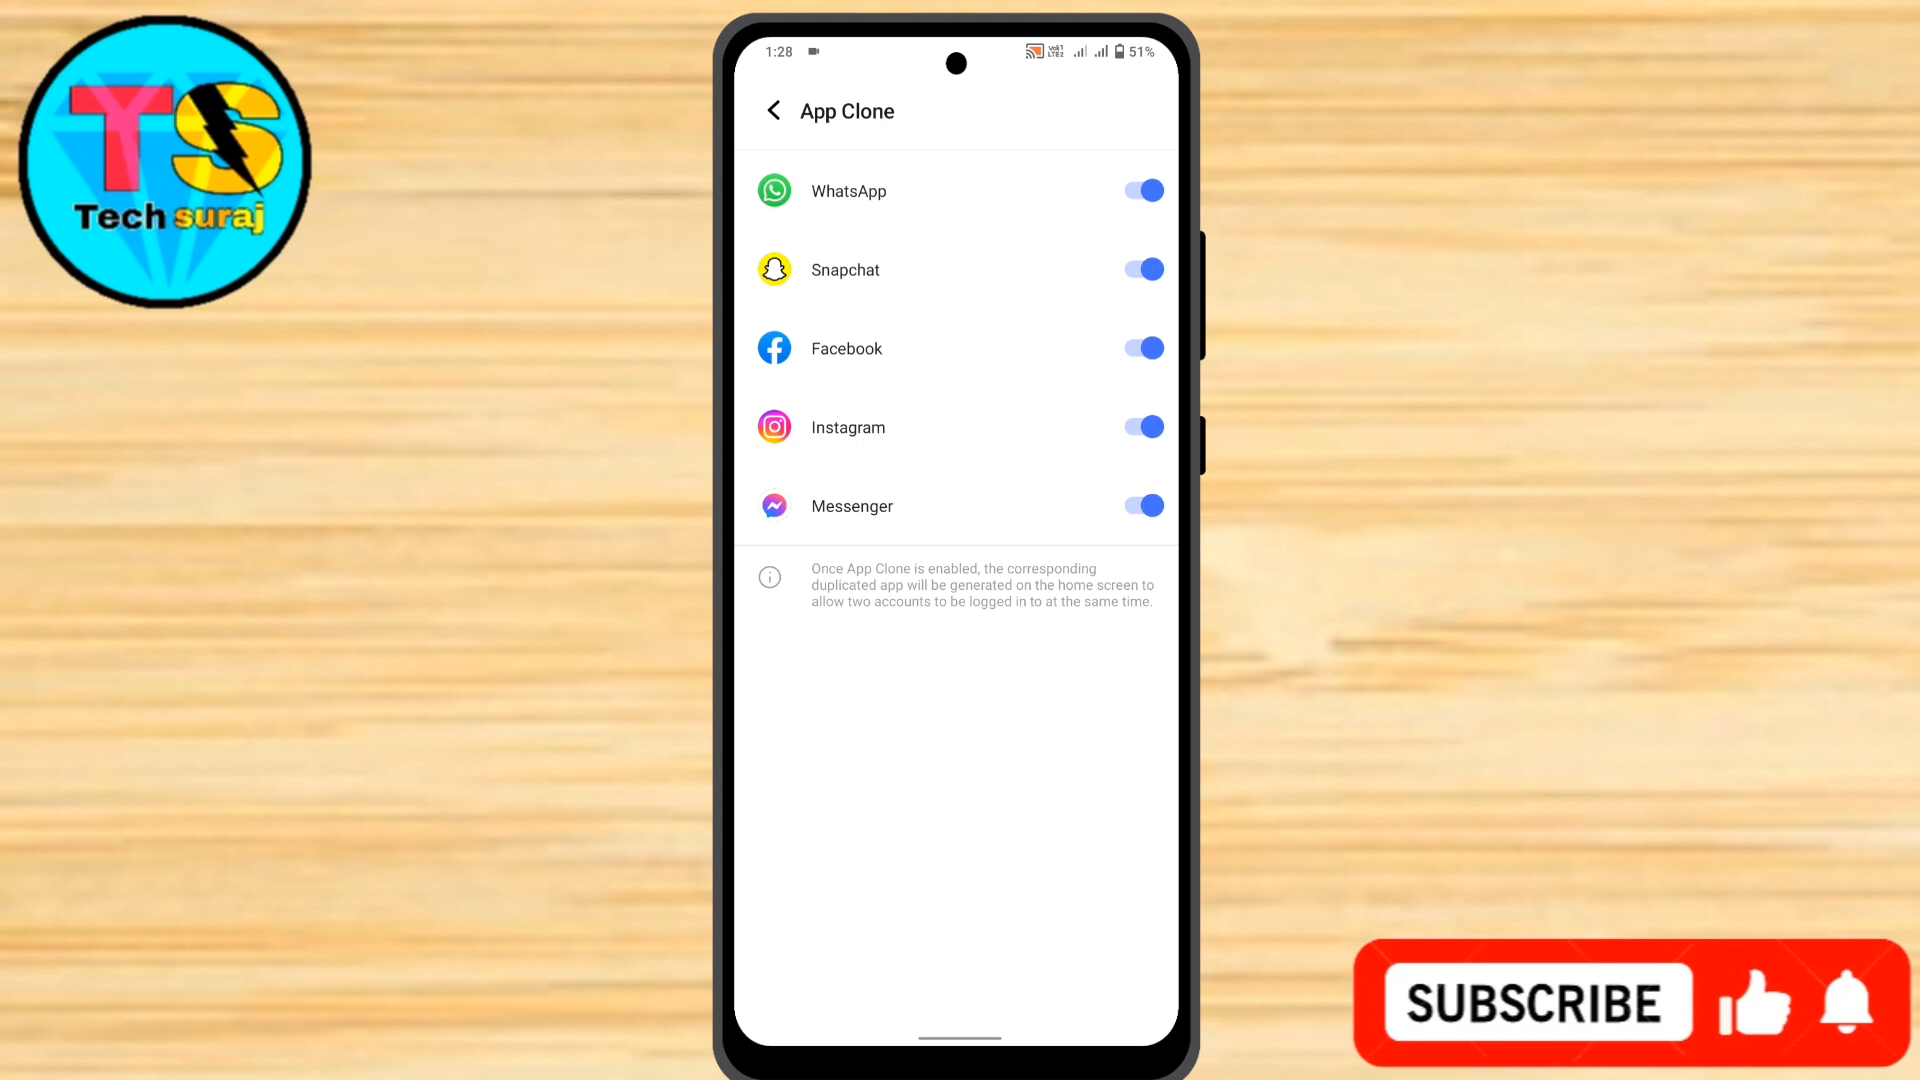 TS
Tech suraj
1:28
51%
App Clone
WhatsApp
Snapchat
Facebook
Instagram
Messenger
Once App Clone is enabled, the corresponding
duplicated app will be generated on the home screen to
allow two accounts to be logged in to at the same time.
SUBSCRIBE